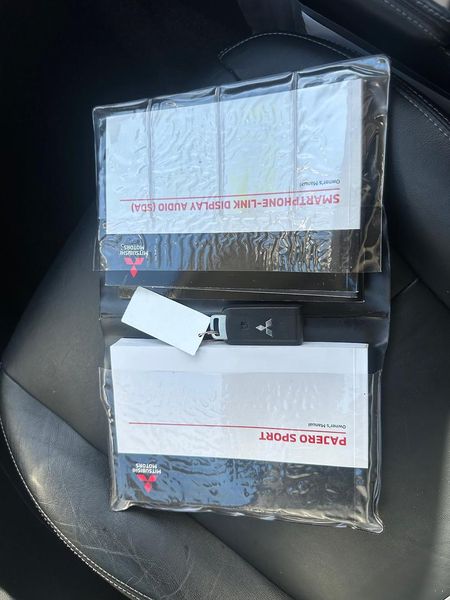 SMARTPHONE-LINK DISPLAY AUDIO (SDA)
Owner's Manual
MITSUBISHI
MOTORS
PAJERO SPORT
Owner's Manual
MITSUBISHI
MOTORS